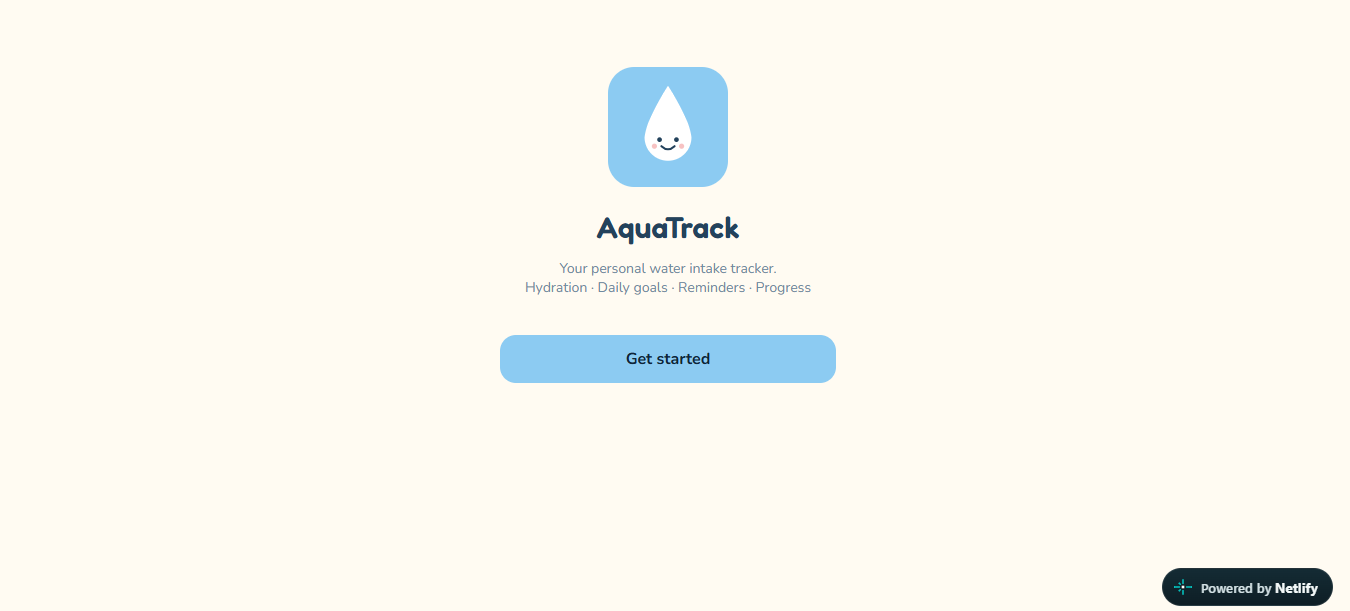 AquaTrack
Your personal water intake tracker.
Hydration · Daily goals · Reminders · Progress
Get started
Powered by Netlify